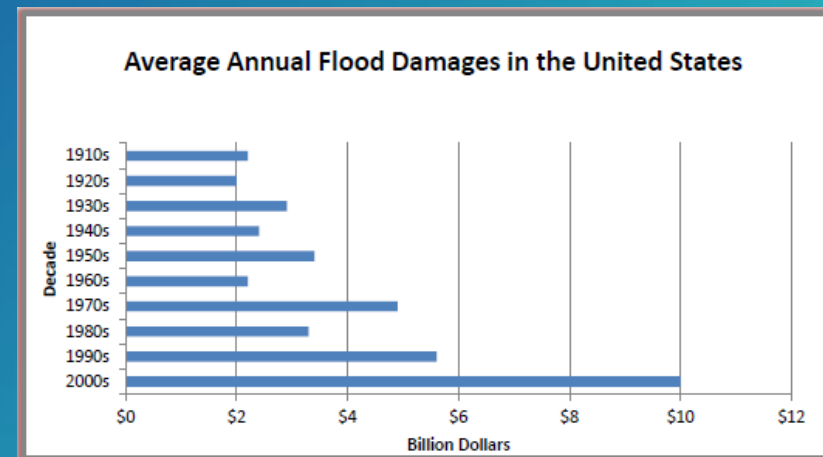 Average Annual Flood Damages in the United States
Decade
1910s
1920s
1930s
1940s
1950s
1960s
1970s
1980s
1990s
2000s
$0 $2 $4 $6 $8 $10 $12
Billion Dollars